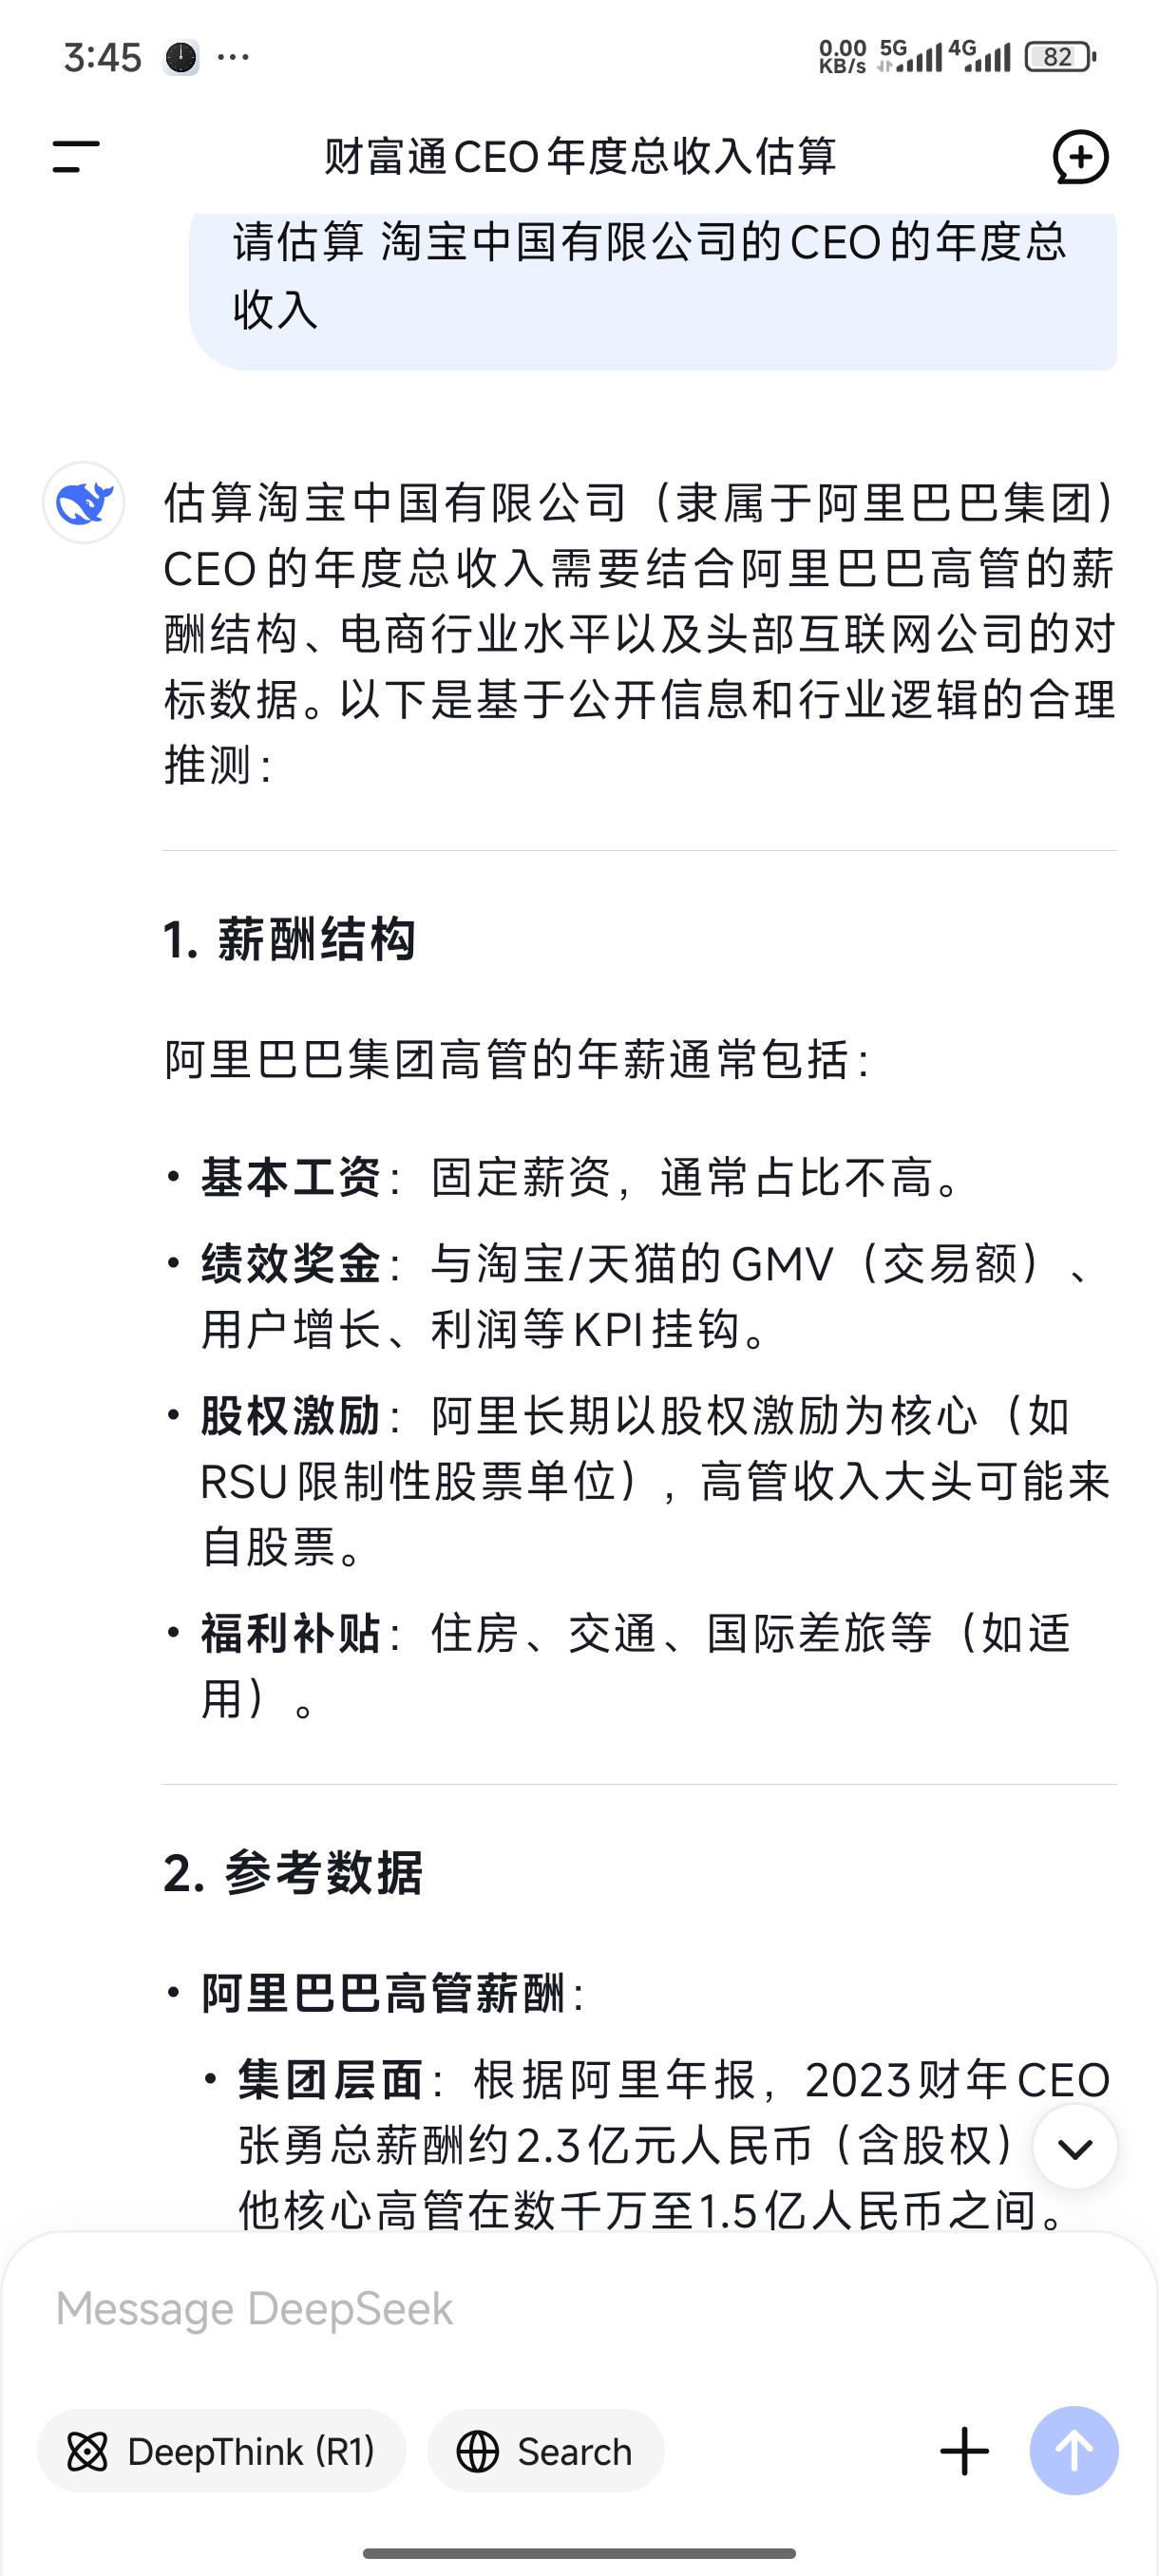 3:45 ... 0.00 KB/s 5G 4G 82
财富通CEO年度总收入估算
请估算 淘宝中国有限公司的CEO的年度总
收入
估算淘宝中国有限公司（隶属于阿里巴巴集团）
CEO的年度总收入需要结合阿里巴巴高管的薪
酬结构、电商行业水平以及头部互联网公司的对
标数据。以下是基于公开信息和行业逻辑的合理
推测：
1. 薪酬结构
阿里巴巴集团高管的年薪通常包括：
• 基本工资：固定薪资，通常占比不高。
• 绩效奖金：与淘宝/天猫的GMV（交易额）、
用户增长、利润等KPI挂钩。
• 股权激励：阿里长期以股权激励为核心（如
RSU限制性股票单位），高管收入大头可能来
自股票。
• 福利补贴：住房、交通、国际差旅等（如适
用）。
2. 参考数据
• 阿里巴巴高管薪酬：
• 集团层面：根据阿里年报，2023财年CEO
张勇总薪酬约2.3亿元人民币（含股权）
他核心高管在数千万至1.5亿人民币之间。
Message DeepSeek
DeepThink (R1) Search